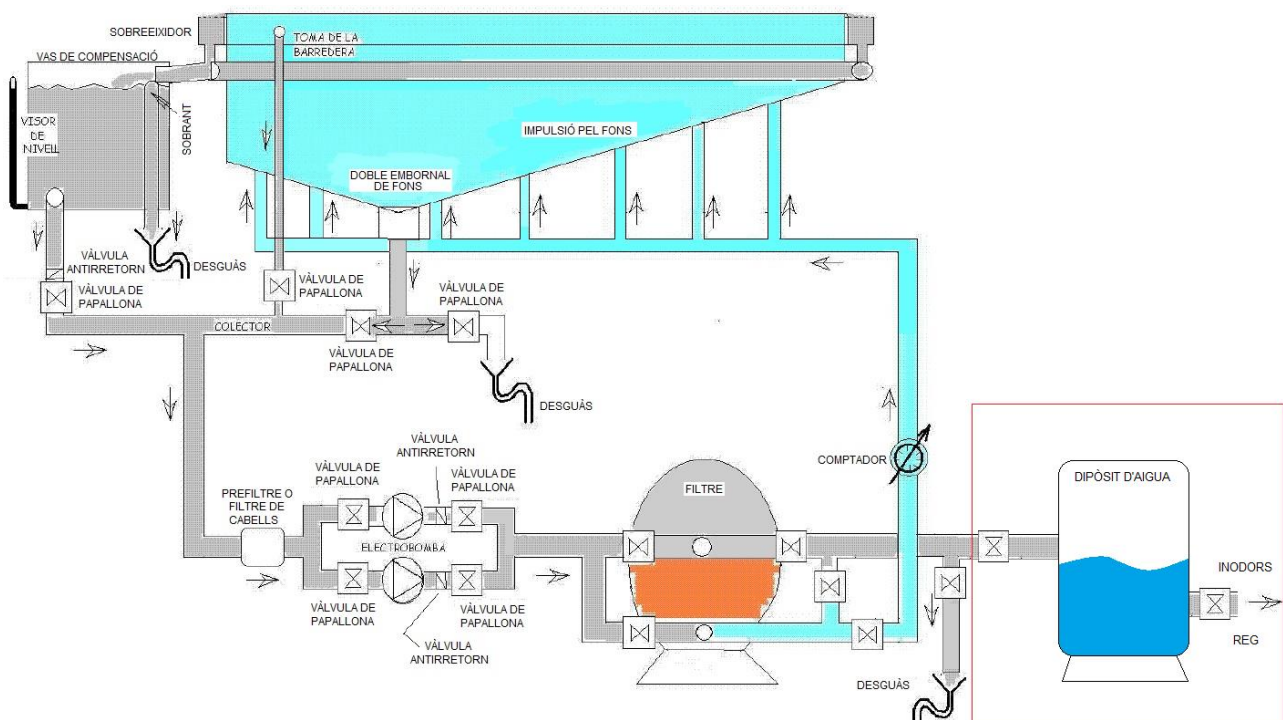 SOBREEIXIDOR
TOMA DE LA
BARREDERA
VAS DE COMPENSACIÓ
VISOR
DE
NIVELL
SOBRANT
IMPULSIÓ PEL FONS
DOBLE EMBORNAL
DE FONS
VÀLVULA
ANTIRRETORN
DESGUÀS
VÀLVULA DE
PAPALLONA
VÀLVULA DE
PAPALLONA
VÀLVULA DE
PAPALLONA
COLECTOR
VÀLVULA DE
PAPALLONA
DESGUÀS
VÀLVULA
ANTIRRETORN
VÀLVULA DE
PAPALLONA
VÀLVULA DE
PAPALLONA
PREFILTRE O
FILTRE DE
CABELLS
ELECTROBOMBA
VÀLVULA DE
PAPALLONA
VÀLVULA DE
PAPALLONA
VÀLVULA
ANTIRRETORN
FILTRE
COMPTADOR
DESGUÀS
DIPÒSIT D'AIGUA
INODORS
REG